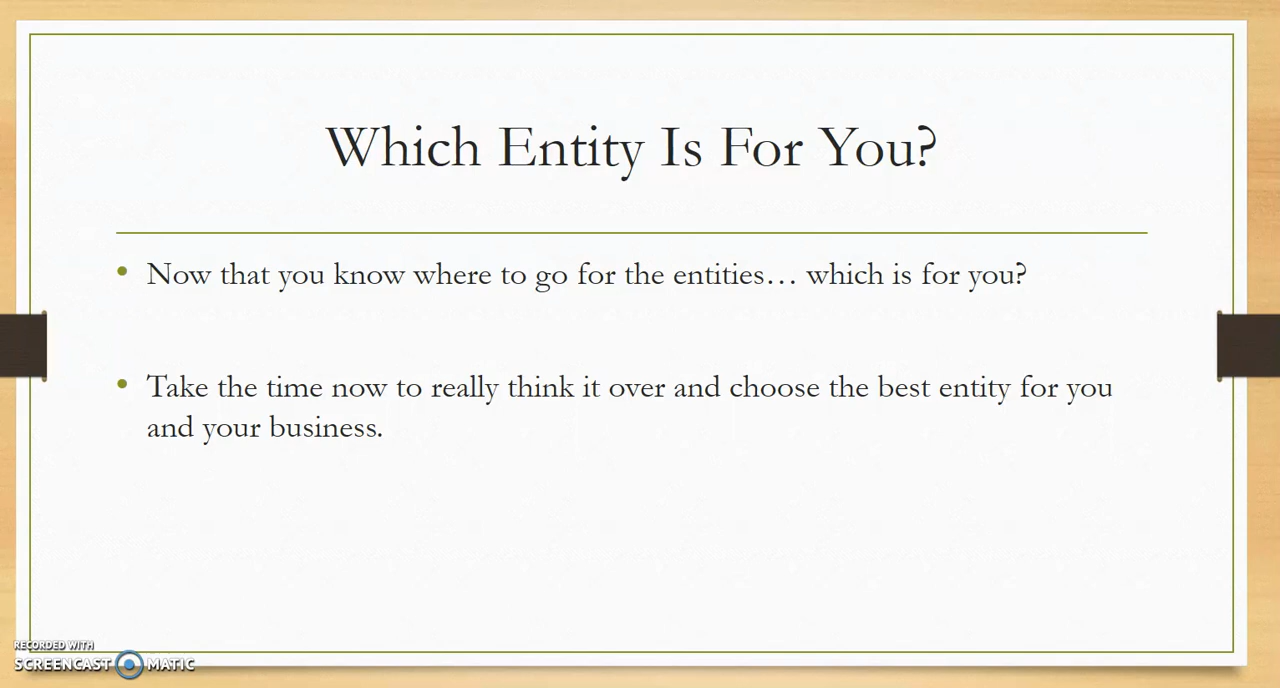 Which Entity Is For You?
• Now that you know where to go for the entities… which is for you?
• Take the time now to really think it over and choose the best entity for you
and your business.
RECORDED WITH
SCREENCAST MATIC